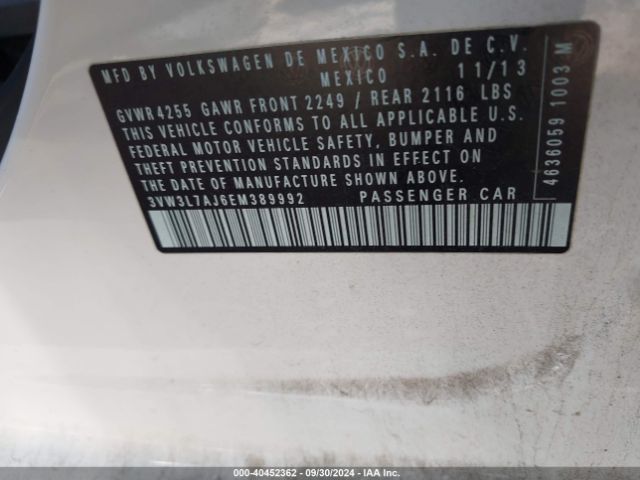 MFD BY VOLKSWAGEN DE MEXICO S.A. DE C.V.
MEXICO 11/13
GVWR 4255 GAWR FRONT 2249 / REAR 2116 LBS
THIS VEHICLE CONFORMS TO ALL APPLICABLE U.S.
FEDERAL MOTOR VEHICLE SAFETY, BUMPER AND
THEFT PREVENTION STANDARDS IN EFFECT ON
THE DATE OF MANUFACTURE SHOWN ABOVE.
3VW3L7AJ6EM389992 PASSENGER CAR
4636059 1003 M
000-40452362 - 09/30/2024 - IAA Inc.